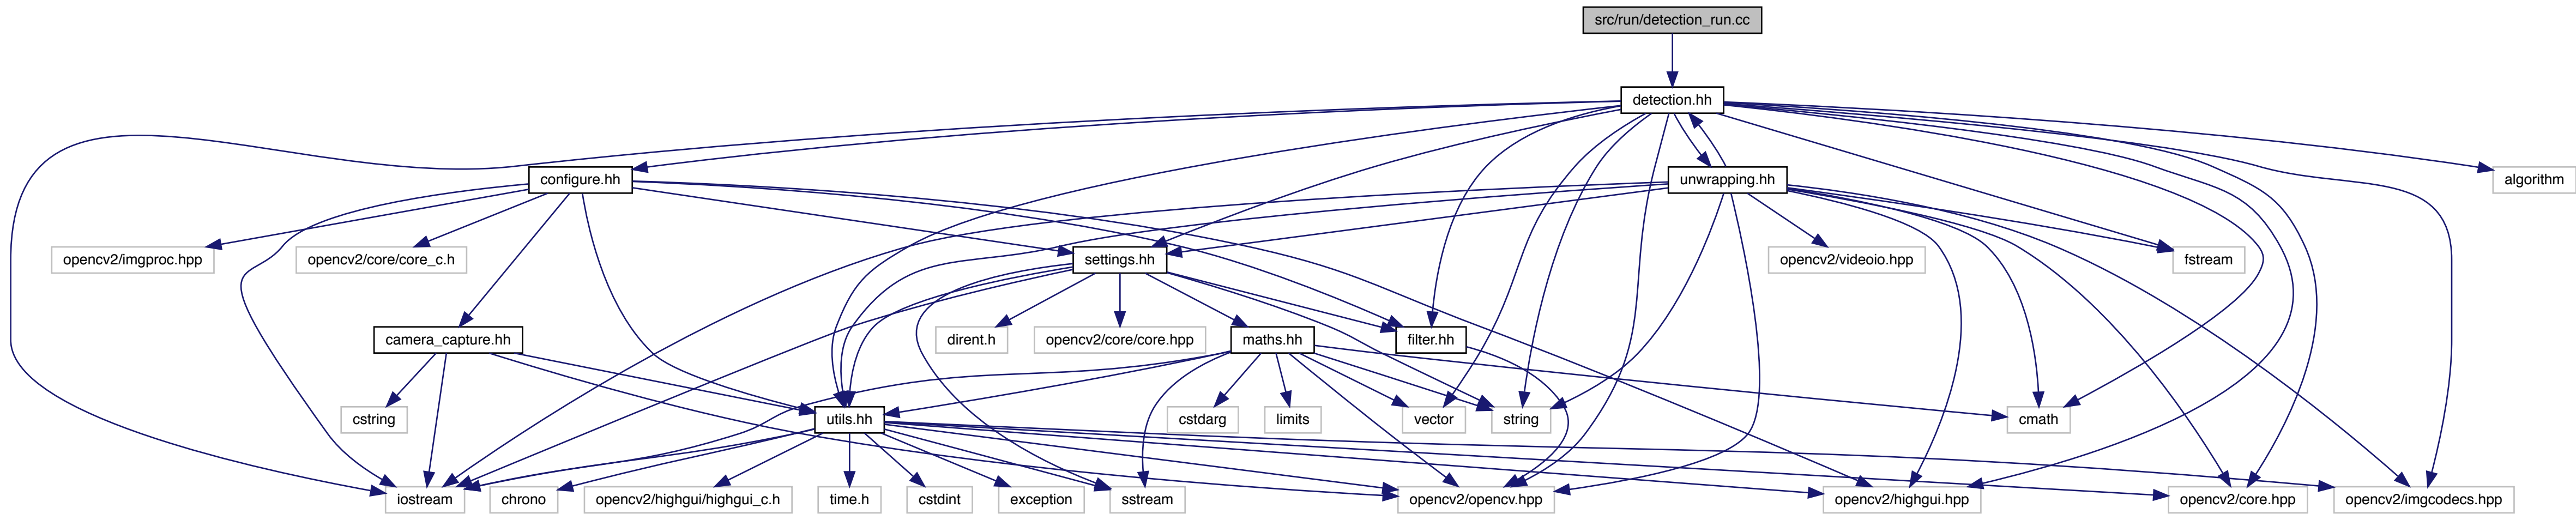 src/run/detection_run.cc
detection.hh
configure.hh
unwrapping.hh
algorithm
opencv2/imgproc.hpp
opencv2/core/core_c.h
settings.hh
opencv2/videoio.hpp
fstream
camera_capture.hh
dirent.h
opencv2/core/core.hpp
maths.hh
filter.hh
cstring
utils.hh
cstdarg
limits
vector
string
cmath
iostream
chrono
opencv2/highgui/highgui_c.h
time.h
cstdint
exception
sstream
opencv2/opencv.hpp
opencv2/highgui.hpp
opencv2/core.hpp
opencv2/imgcodecs.hpp